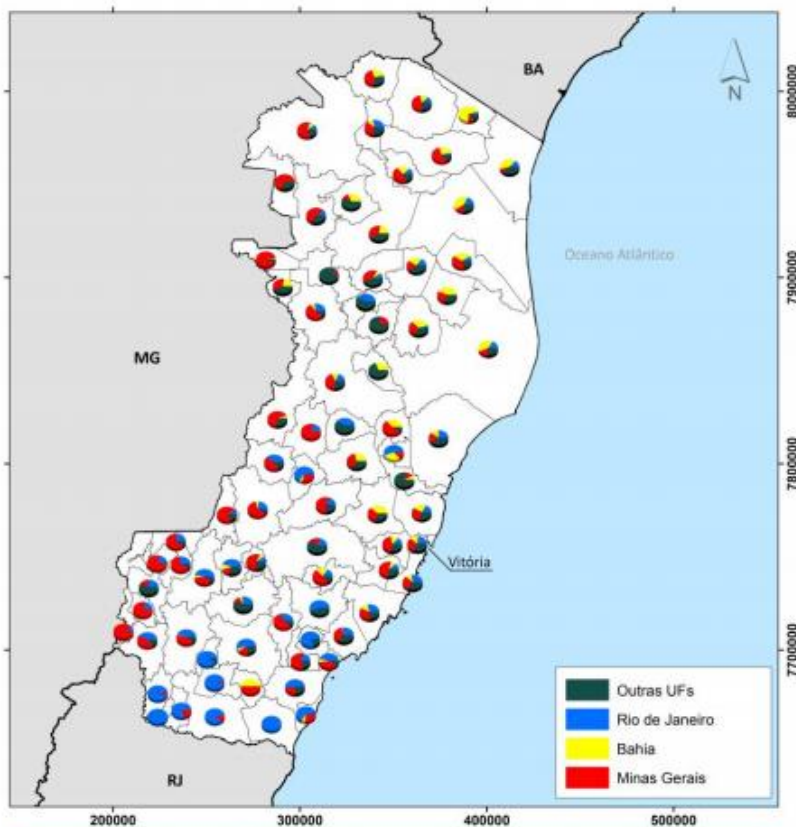 BA
N
8000000
Oceano Atlântico
7900000
MG
7800000
Vitória
7700000
Outras UFs
Rio de Janeiro
Bahia
Minas Gerais
RJ
200000 300000 400000 500000